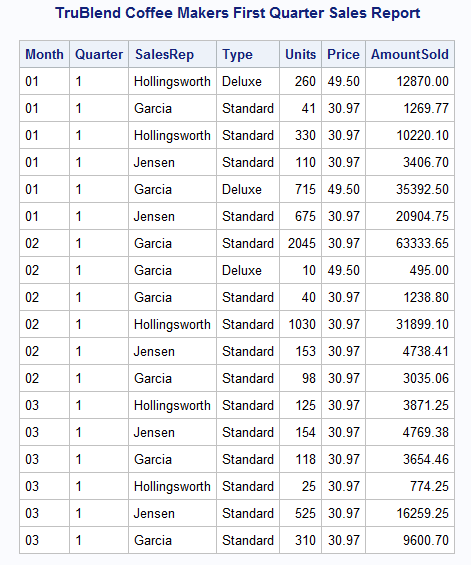 TruBlend Coffee Makers First Quarter Sales Report
Month Quarter SalesRep Type Units Price AmountSold
01 1 Hollingsworth Deluxe 260 49.50 12870.00
01 1 Garcia Standard 41 30.97 1269.77
01 1 Hollingsworth Standard 330 30.97 10220.10
01 1 Jensen Standard 110 30.97 3406.70
01 1 Garcia Deluxe 715 49.50 35392.50
01 1 Jensen Standard 675 30.97 20904.75
02 1 Garcia Standard 2045 30.97 63333.65
02 1 Garcia Deluxe 10 49.50 495.00
02 1 Garcia Standard 40 30.97 1238.80
02 1 Hollingsworth Standard 1030 30.97 31899.10
02 1 Jensen Standard 153 30.97 4738.41
02 1 Garcia Standard 98 30.97 3035.06
03 1 Hollingsworth Standard 125 30.97 3871.25
03 1 Jensen Standard 154 30.97 4769.38
03 1 Garcia Standard 118 30.97 3654.46
03 1 Hollingsworth Standard 25 30.97 774.25
03 1 Jensen Standard 525 30.97 16259.25
03 1 Garcia Standard 310 30.97 9600.70